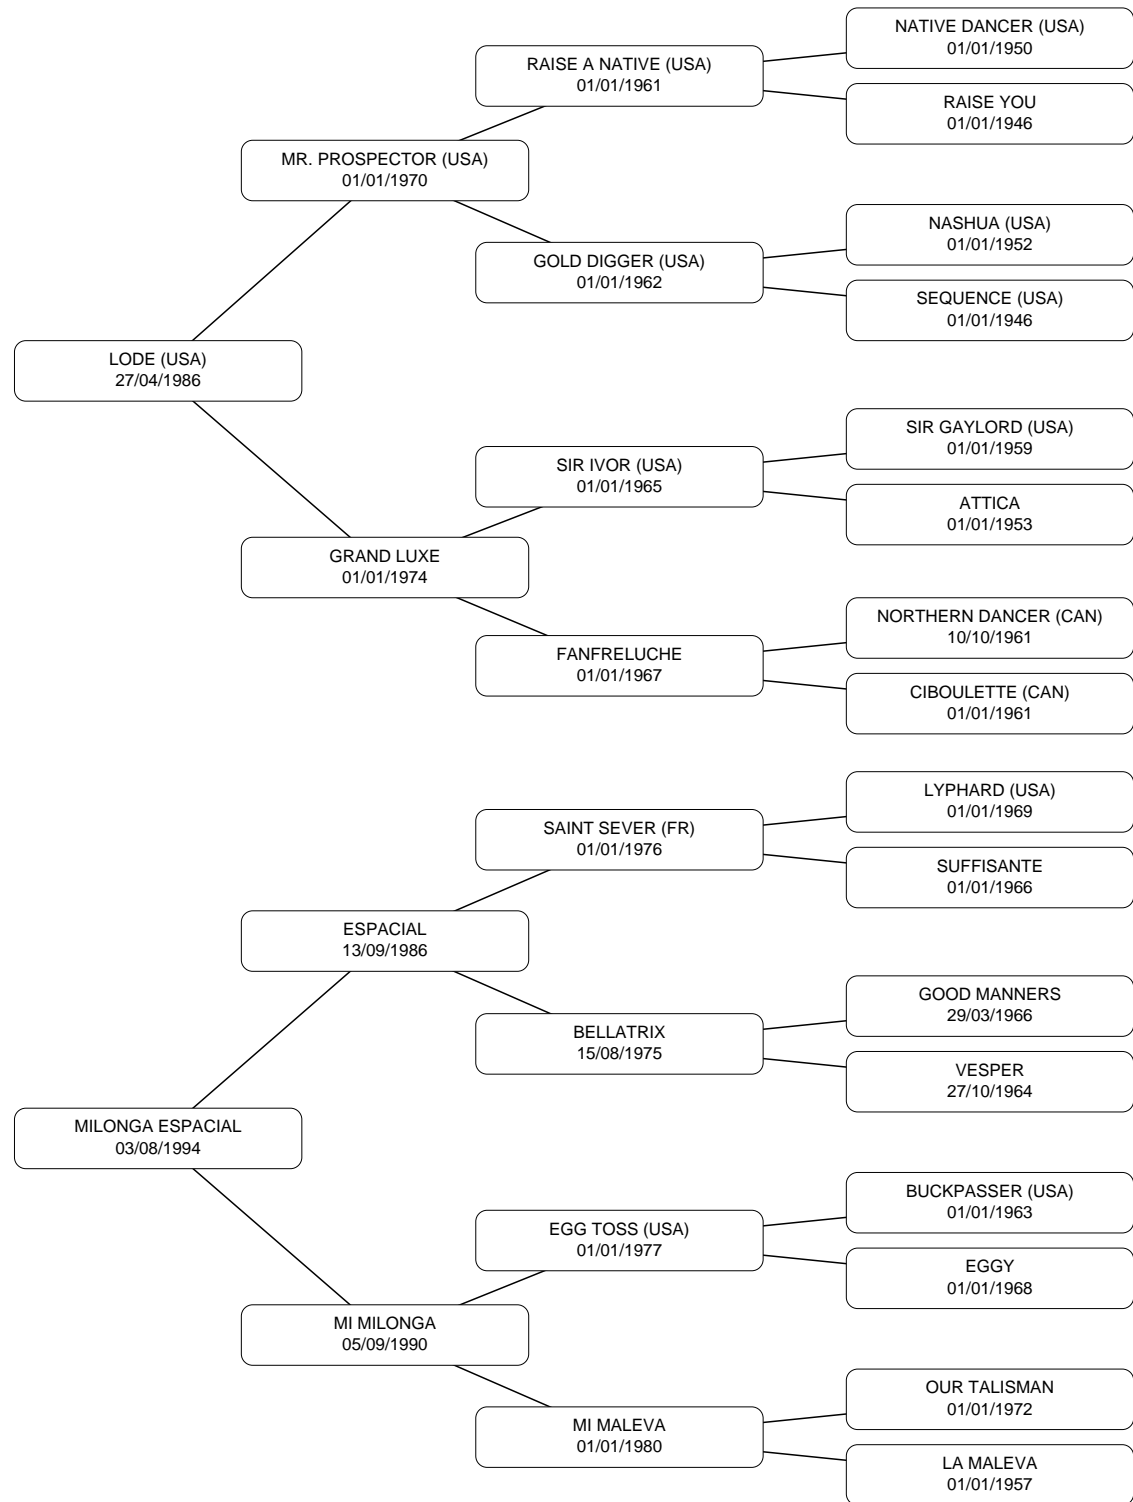 NATIVE DANCER (USA)
01/01/1950
RAISE A NATIVE (USA)
01/01/1961
RAISE YOU
01/01/1946
MR. PROSPECTOR (USA)
01/01/1970
NASHUA (USA)
01/01/1952
GOLD DIGGER (USA)
01/01/1962
SEQUENCE (USA)
01/01/1946
LODE (USA)
27/04/1986
SIR GAYLORD (USA)
01/01/1959
SIR IVOR (USA)
01/01/1965
ATTICA
01/01/1953
GRAND LUXE
01/01/1974
NORTHERN DANCER (CAN)
10/10/1961
FANFRELUCHE
01/01/1967
CIBOULETTE (CAN)
01/01/1961
LYPHARD (USA)
01/01/1969
SAINT SEVER (FR)
01/01/1976
SUFFISANTE
01/01/1966
ESPACIAL
13/09/1986
GOOD MANNERS
29/03/1966
BELLATRIX
15/08/1975
VESPER
27/10/1964
MILONGA ESPACIAL
03/08/1994
BUCKPASSER (USA)
01/01/1963
EGG TOSS (USA)
01/01/1977
EGGY
01/01/1968
MI MILONGA
05/09/1990
OUR TALISMAN
01/01/1972
MI MALEVA
01/01/1980
LA MALEVA
01/01/1957